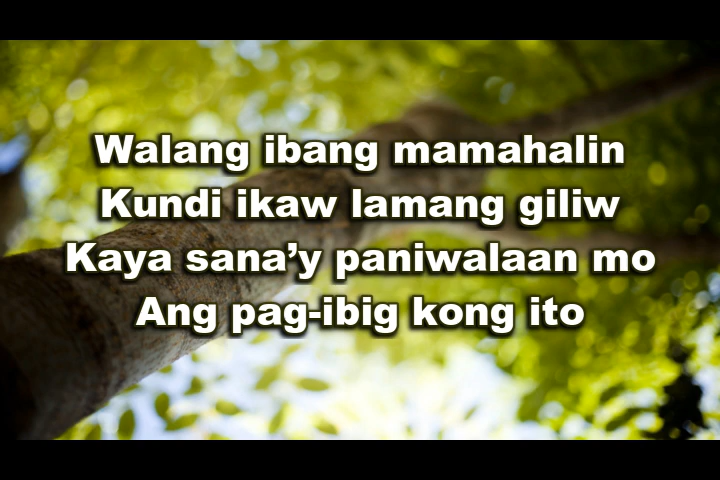 Walang ibang mamahalin
Kundi ikaw lamang giliw
Kaya sana’y paniwalaan mo
Ang pag-ibig kong ito